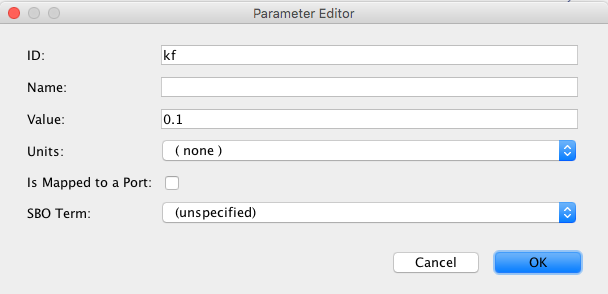 Parameter Editor
ID: kf
Name:
Value: 0.1
Units: ( none )
Is Mapped to a Port:
SBO Term: (unspecified)
Cancel OK